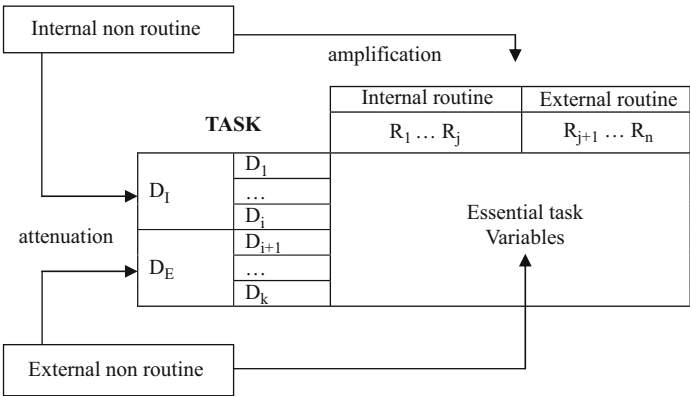 Internal non routine
amplification
Internal routine External routine
TASK
R1 … Rj Rj+1 … Rn
DI
D1
…
Di
attenuation
DE
Di+1
…
Dk
Essential task
Variables
External non routine